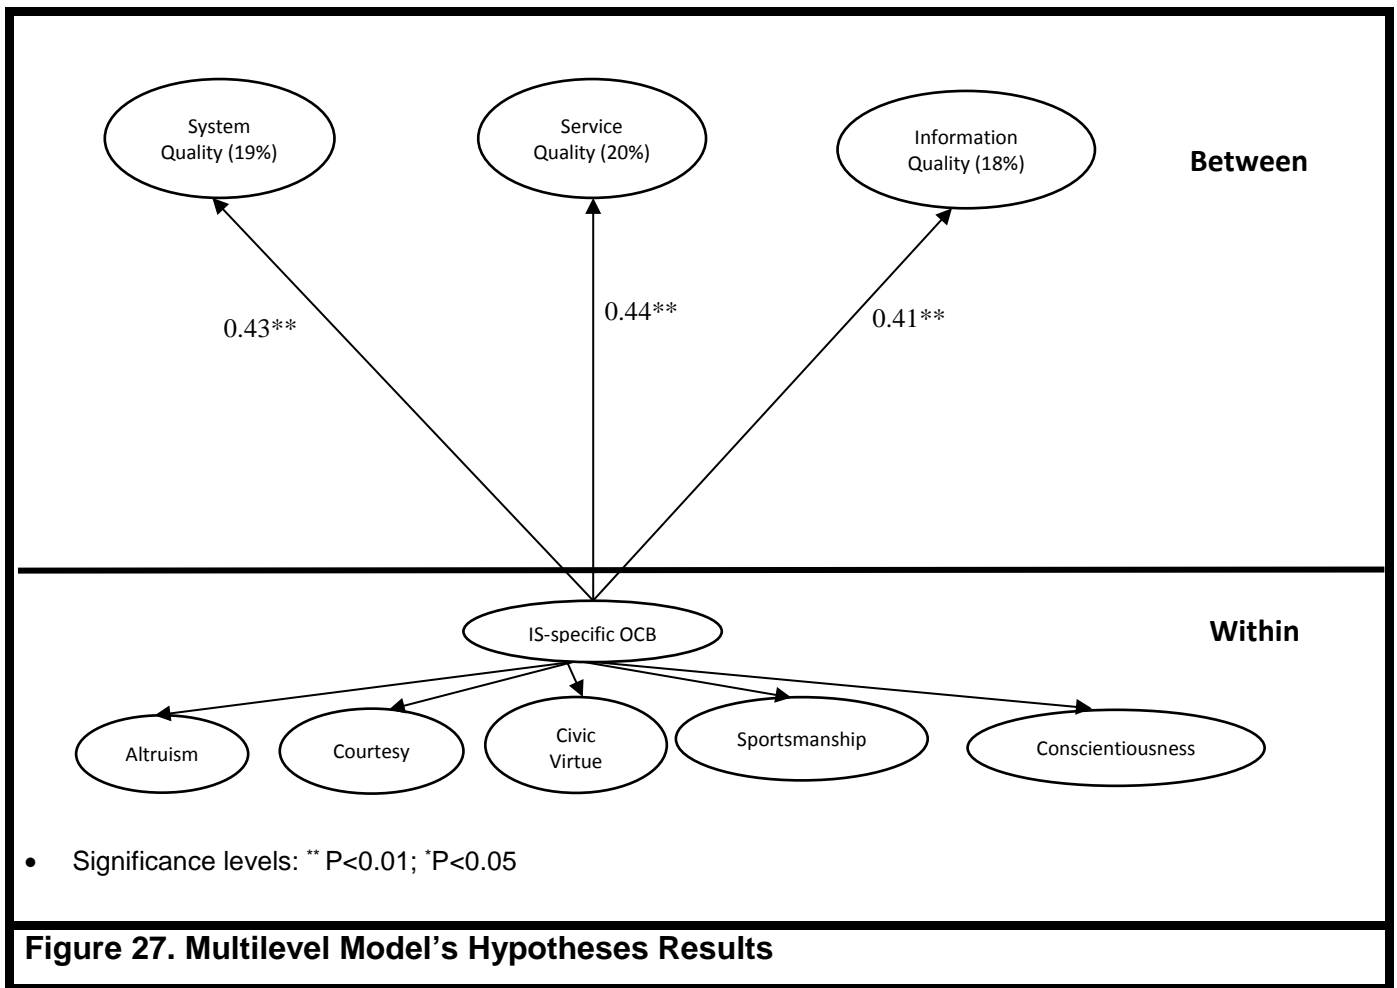 System
Quality (19%)
Service
Quality (20%)
Information
Quality (18%)
Between
0.43**
0.44**
0.41**
IS-specific OCB
Within
Altruism
Courtesy
Civic
Virtue
Sportsmanship
Conscientiousness
• Significance levels: ** P<0.01; *P<0.05
Figure 27. Multilevel Model’s Hypotheses Results